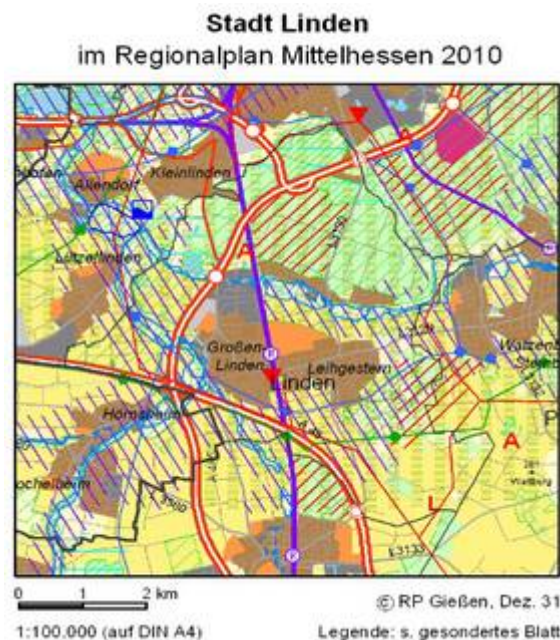 Stadt Linden
im Regionalplan Mittelhessen 2010
Allendorf
Kleinlinden
Lützellinden
Großen-
Linden
Leihgestern
Linden
Hörnsheim
A
L
0 1 2 km
© RP Gießen, Dez. 31
1:100.000 (auf DIN A4)
Legende: s. gesondertes Blatt